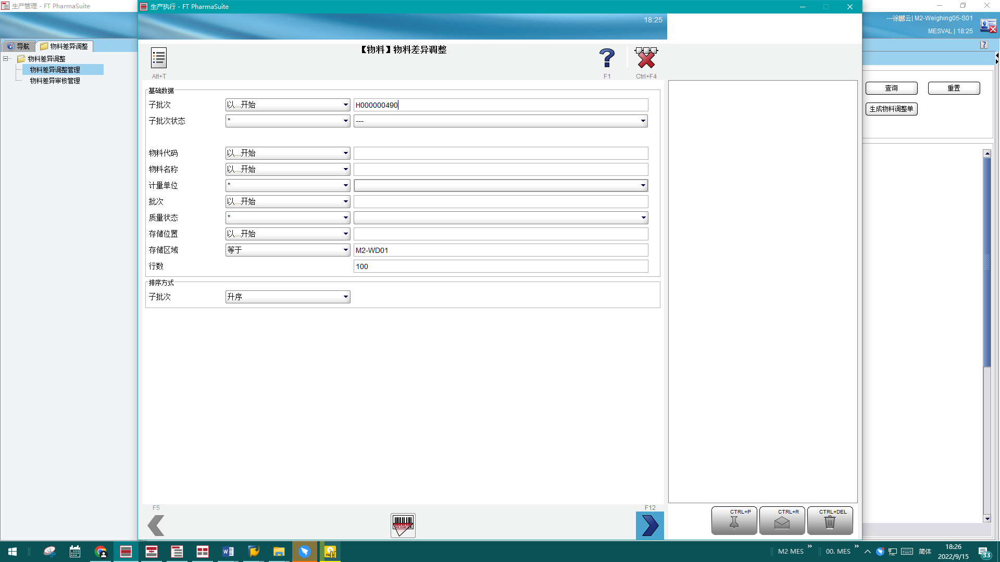 生产管理 - FT PharmaSuite
生产执行 - FT PharmaSuite
18:25
---徐鹏云| M2-Weighing05-S01
MESVAL | 18:25
导航
物料差异调整
物料差异调整
物料差异调整管理
物料差异审核管理
【物料】物料差异调整
Alt+T
F1
Ctrl+F4
查询
重置
生成物料调整单
基础数据
子批次
以...开始
H000000490
子批次状态
*
---
物料代码
以...开始
物料名称
以...开始
计量单位
*
批次
以...开始
质量状态
*
存储位置
以...开始
存储区域
等于
M2-WD01
行数
100
排序方式
子批次
升序
F5
F12
CTRL+P
CTRL+R
CTRL+DEL
M2 MES
00. MES
简体
18:26
2022/9/15
33